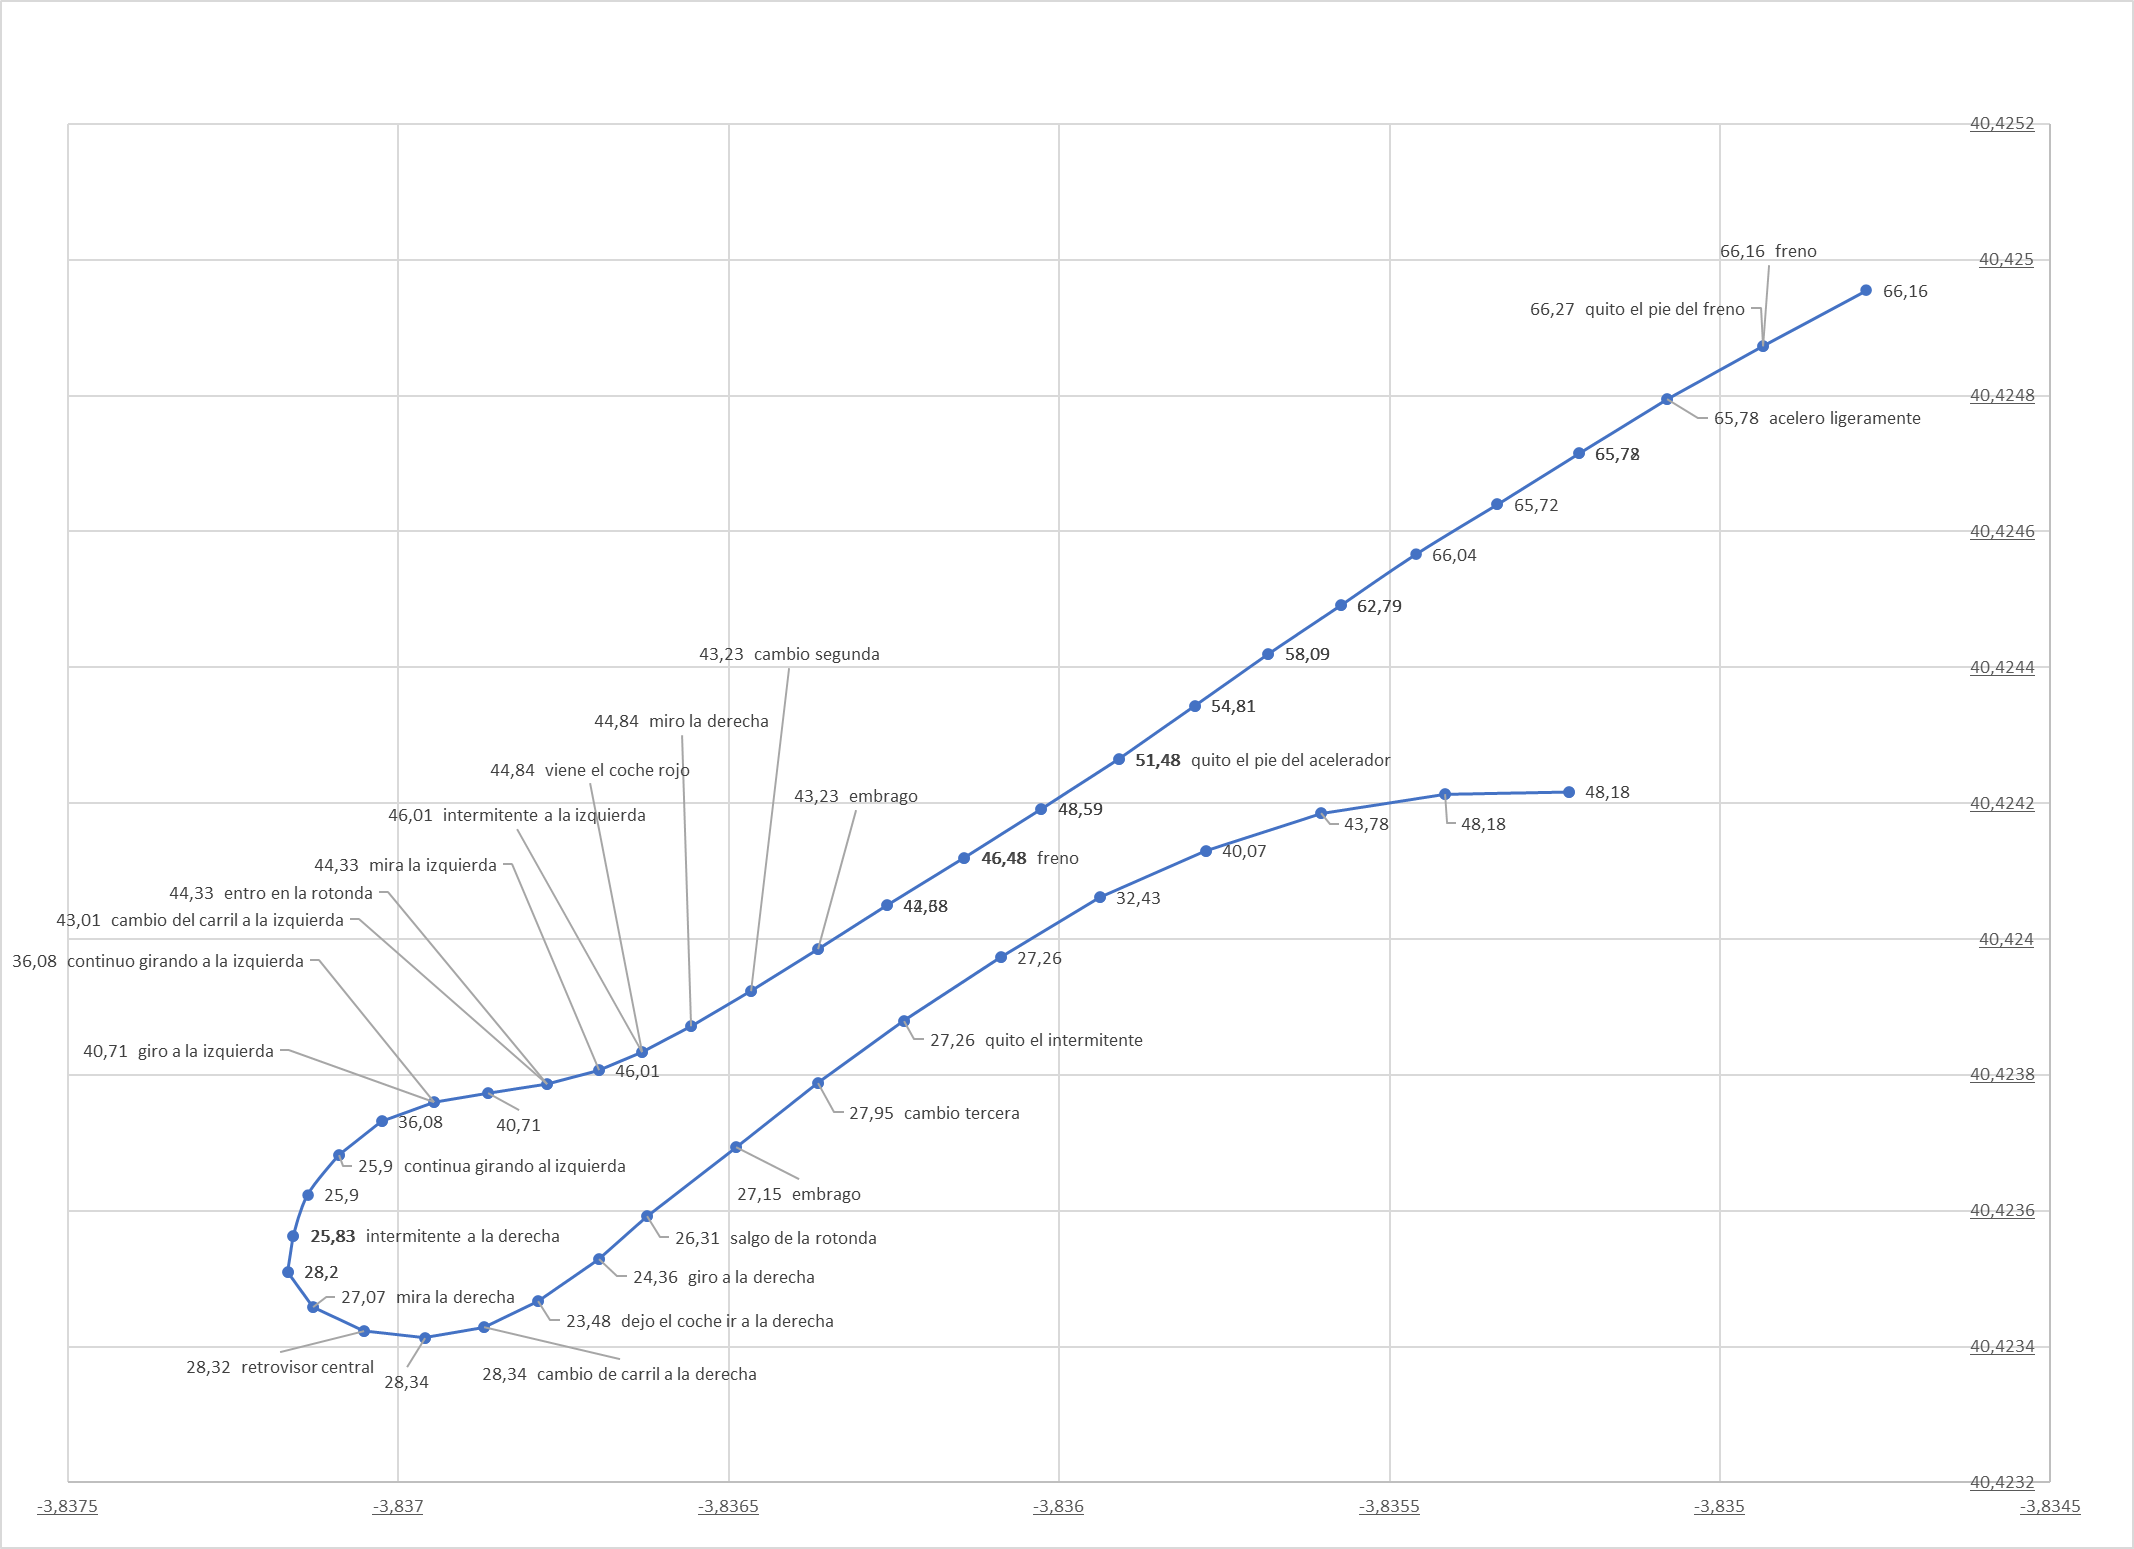 40,4252
66,16  freno
40,425
66,16
66,27  quito el pie del freno
40,4248
65,78  acelero ligeramente
65,72
40,4246
66,04
62,79
43,23  cambio segunda
58,09
40,4244
54,81
44,84  miro la derecha
51,48  quito el pie del acelerador
44,84  viene el coche rojo
48,18
43,23  embrago
40,4242
48,59
46,01  intermitente a la izquierda
43,78
48,18
40,07
46,48  freno
44,33  mira la izquierda
44,33  entro en la rotonda
32,43
43,01  cambio del carril a la izquierda
40,424
27,26
36,08  continuo girando a la izquierda
27,26  quito el intermitente
40,71  giro a la izquierda
46,01
40,4238
27,95  cambio tercera
36,08
40,71
25,9  continua girando al izquierda
25,9
27,15  embrago
40,4236
25,83  intermitente a la derecha
26,31  salgo de la rotonda
28,2
24,36  giro a la derecha
27,07  mira la derecha
23,48  dejo el coche ir a la derecha
40,4234
28,32  retrovisor central
28,34
28,34  cambio de carril a la derecha
40,4232
-3,8375
-3,837
-3,8365
-3,836
-3,8355
-3,835
-3,8345